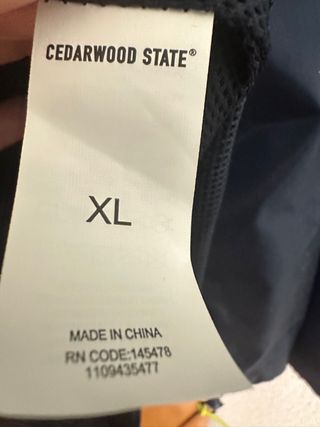 CEDARWOOD STATE®
XL
MADE IN CHINA
RN CODE:145478
1109435477